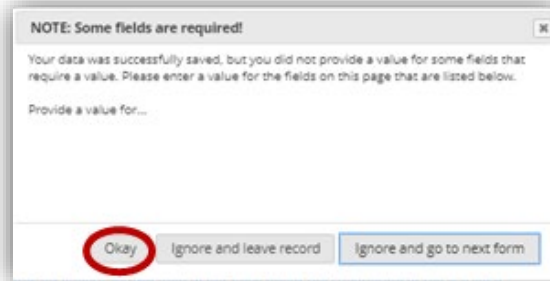 NOTE: Some fields are required!
Your data was successfully saved, but you did not provide a value for some fields that
require a value. Please enter a value for the fields on this page that are listed below.
Provide a value for...
Okay Ignore and leave record Ignore and go to next form